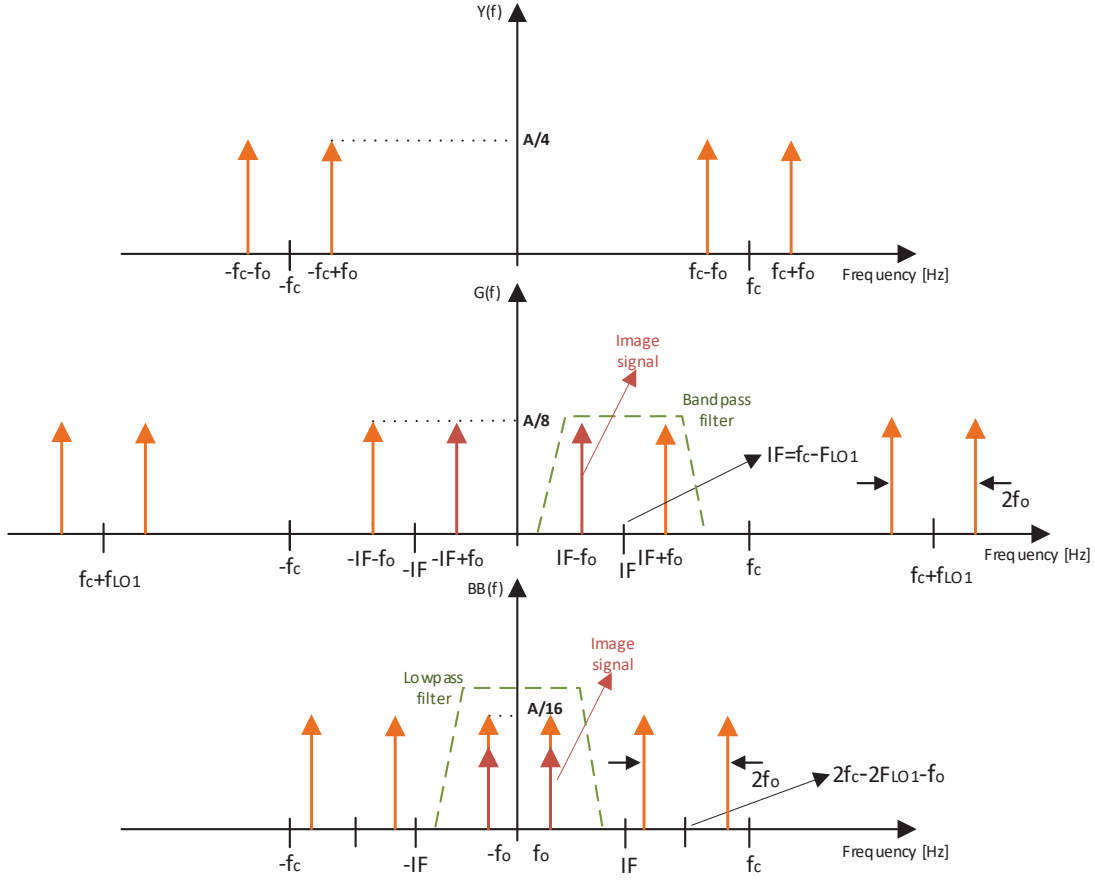 Y(f)
A/4
-fc-fo
-fc
-fc+fo
fc-fo
fc
fc+fo
Frequency [Hz]
G(f)
Image
signal
Band pass
filter
A/8
IF=fc-FLO1
2fo
fc+fLO1
-fc
-IF-fo
-IF
-IF+fo
IF-fo
IF
IF+fo
fc
fc+fLO1
Frequency [Hz]
BB(f)
Image
signal
Lowpass
filter
A/16
2fo
2fc-2FLO1-fo
-fc
-IF
-fo
fo
IF
fc
Frequency [Hz]